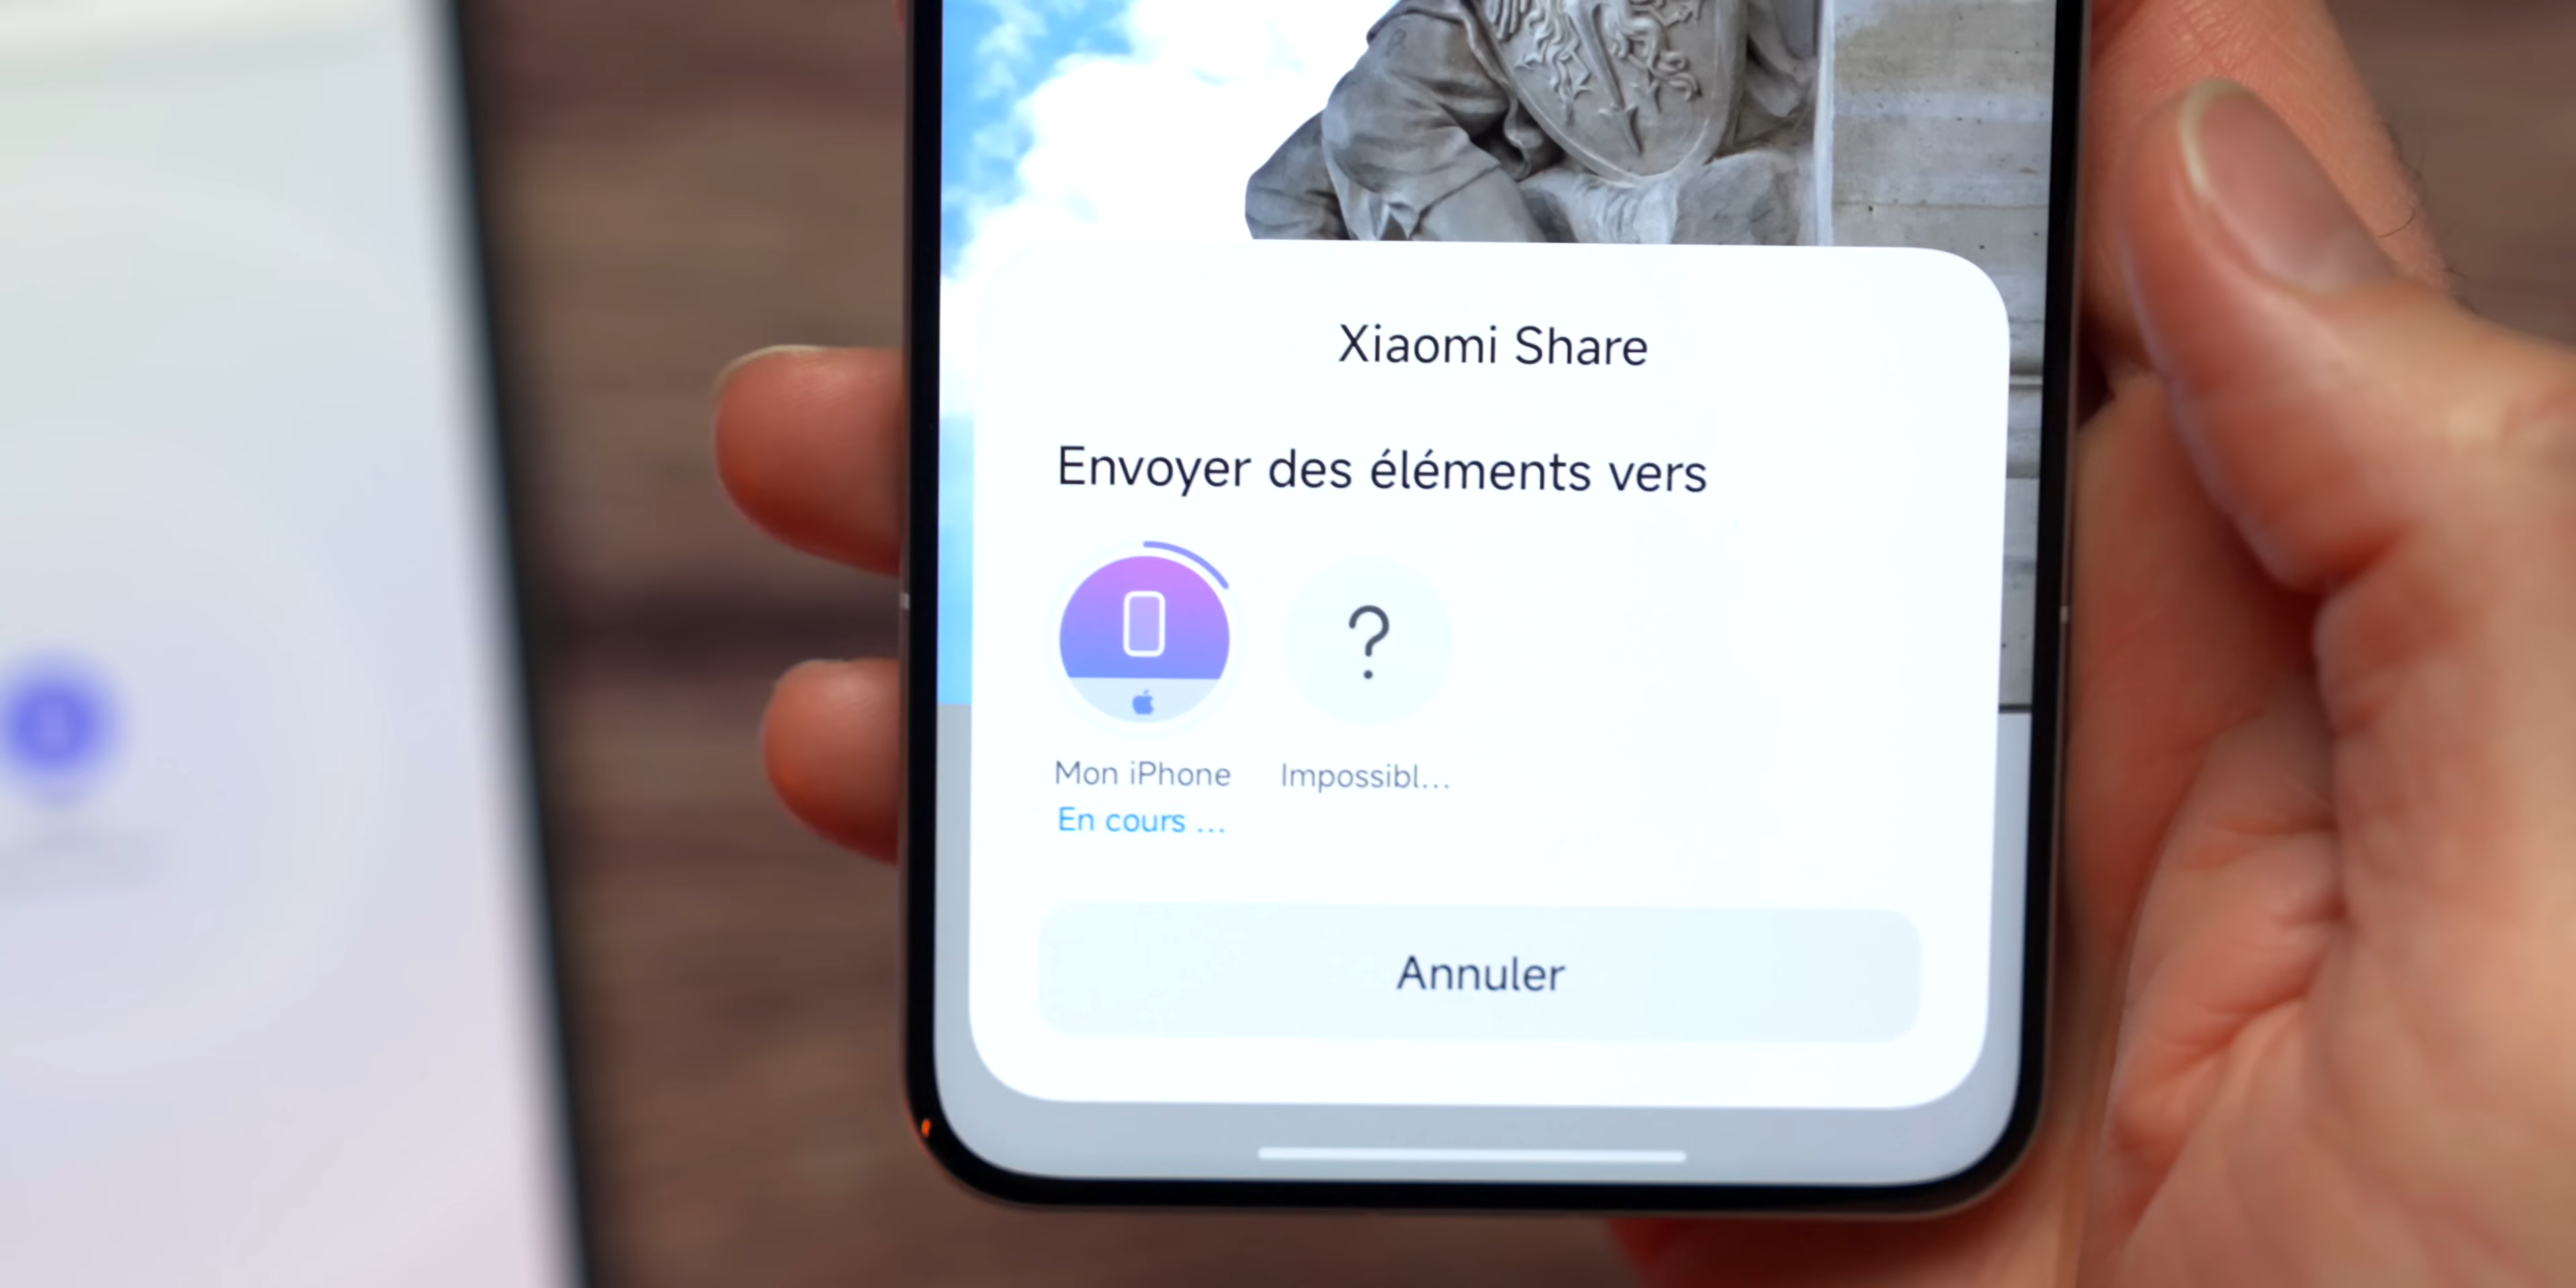 Xiaomi Share
Envoyer des éléments vers
?
Mon iPhone
Impossibl...
En cours ...
Annuler